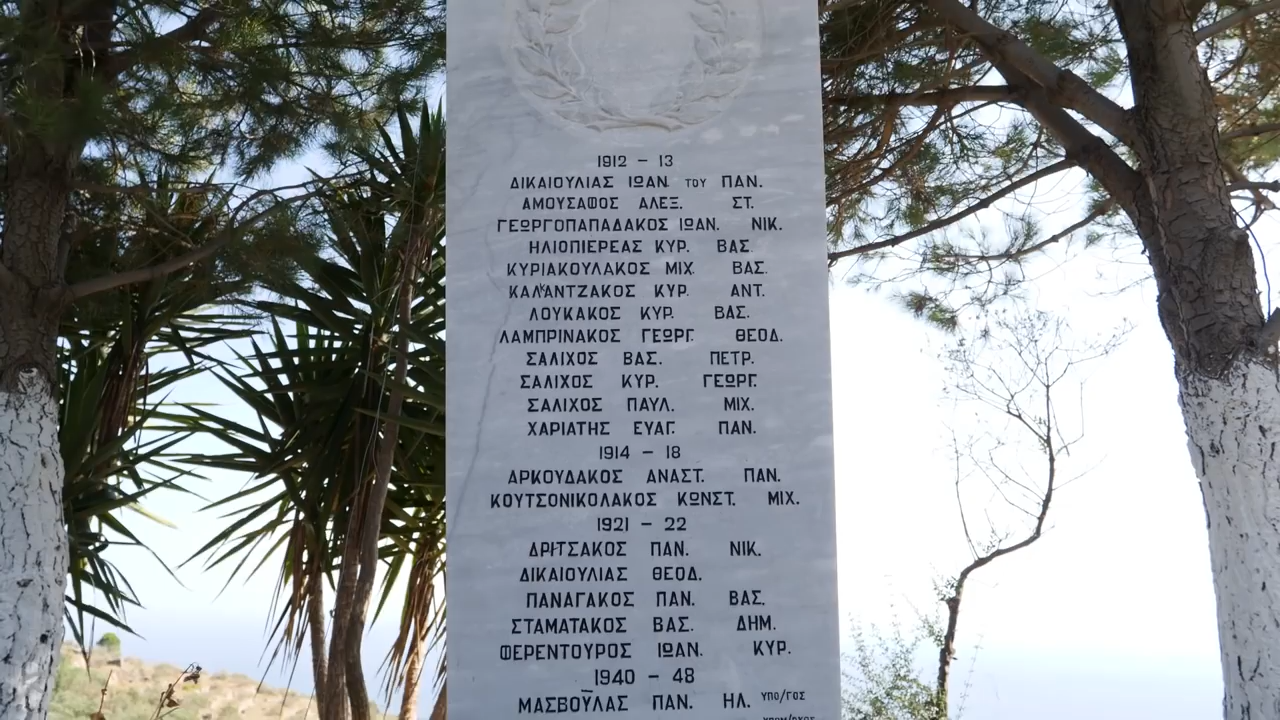 1912 – 13
ΔΙΚΑΙΟΥΛΙΑΣ ΙΩΑΝ. ΤΟΥ ΠΑΝ.
ΑΜΟΥΣΑΦΟΣ ΑΛΕΞ. ΣΤ.
ΓΕΩΡΓΟΠΑΠΑΔΑΚΟΣ ΙΩΑΝ. ΝΙΚ.
ΗΛΙΟΠΙΕΡΕΑΣ ΚΥΡ. ΒΑΣ.
ΚΥΡΙΑΚΟΥΛΑΚΟΣ ΜΙΧ. ΒΑΣ.
ΚΑΛΑΝΤΖΑΚΟΣ ΚΥΡ. ΑΝΤ.
ΛΟΥΚΑΚΟΣ ΚΥΡ. ΒΑΣ.
ΛΑΜΠΡΙΝΑΚΟΣ ΓΕΩΡΓ. ΘΕΟΔ.
ΣΑΛΙΧΟΣ ΒΑΣ. ΠΕΤΡ.
ΣΑΛΙΧΟΣ ΚΥΡ. ΓΕΩΡΓ.
ΣΑΛΙΧΟΣ ΠΑΥΛ. ΜΙΧ.
ΧΑΡΙΑΤΗΣ ΕΥΑΓ. ΠΑΝ.
1914 – 18
ΑΡΚΟΥΔΑΚΟΣ ΑΝΑΣΤ. ΠΑΝ.
ΚΟΥΤΣΟΝΙΚΟΛΑΚΟΣ ΚΩΝΣΤ. ΜΙΧ.
1921 – 22
ΔΡΙΤΣΑΚΟΣ ΠΑΝ. ΝΙΚ.
ΔΙΚΑΙΟΥΛΙΑΣ ΘΕΟΔ.
ΠΑΝΑΓΑΚΟΣ ΠΑΝ. ΒΑΣ.
ΣΤΑΜΑΤΑΚΟΣ ΒΑΣ. ΔΗΜ.
ΦΕΡΕΝΤΟΥΡΟΣ ΙΩΑΝ. ΚΥΡ.
1940 – 48
ΜΑΣΒΟΥΛΑΣ ΠΑΝ. ΗΛ. ΥΠΟ/ΓΟΣ